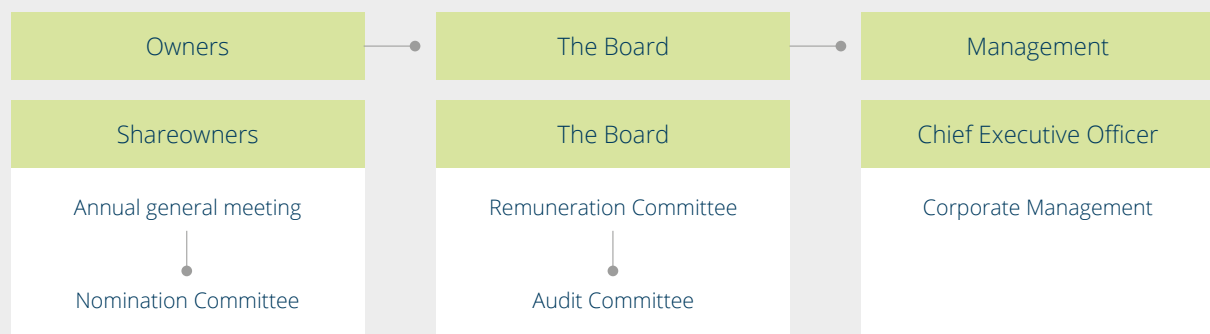 Owners
The Board
Management
Shareowners
The Board
Chief Executive Officer
Annual general meeting
Remuneration Committee
Corporate Management
Nomination Committee
Audit Committee